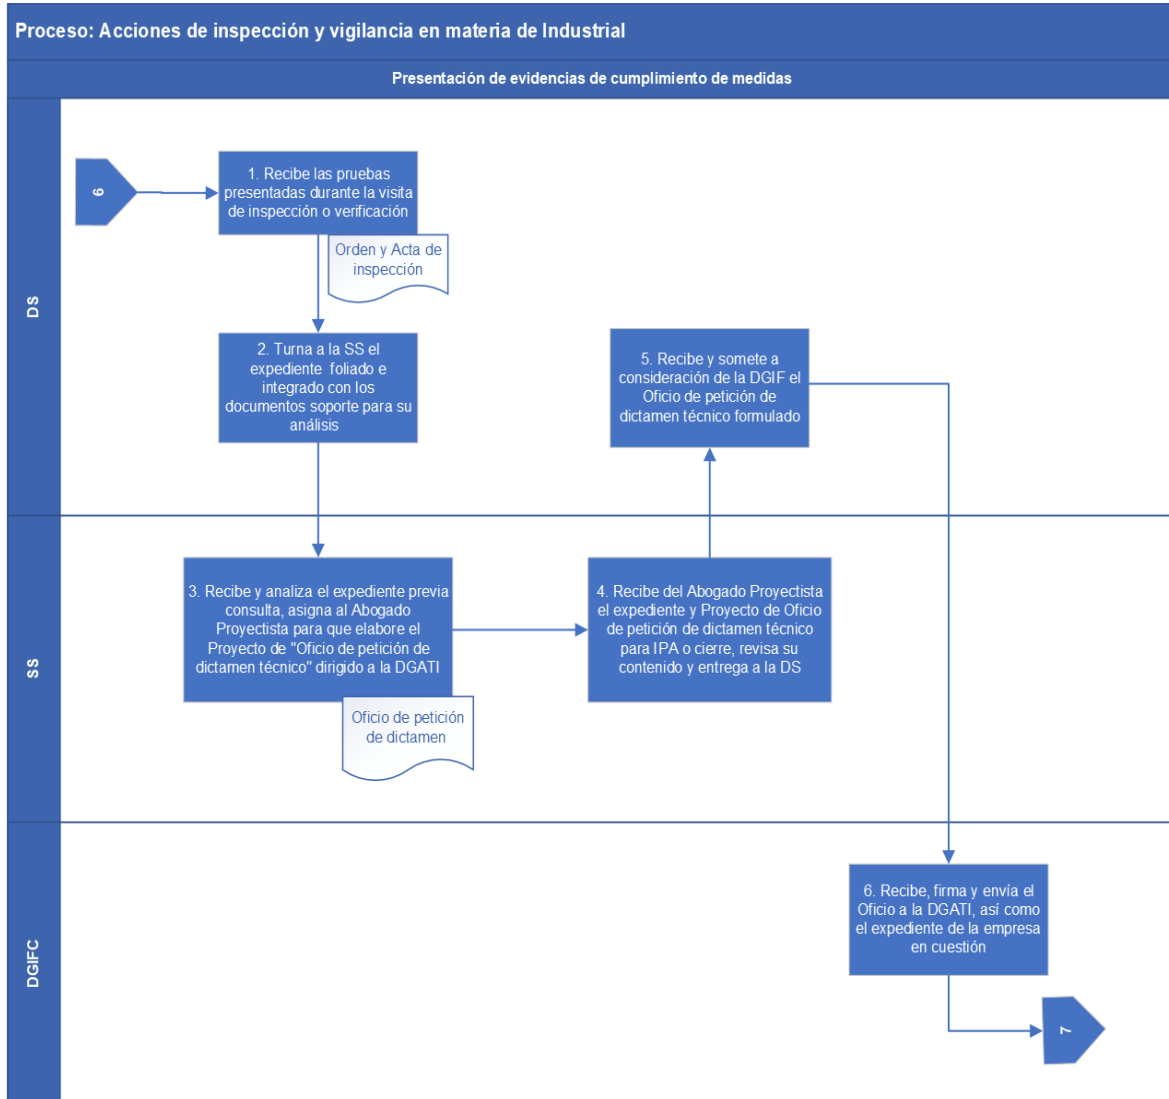 Proceso: Acciones de inspección y vigilancia en materia de Industrial
Presentación de evidencias de cumplimiento de medidas
DS
6
1. Recibe las pruebas
presentadas durante la visita
de inspección o verificación
Orden y Acta de
inspección
2. Turna a la SS el
expediente foliado e
integrado con los
documentos soporte para su
análisis
5. Recibe y somete a
consideración de la DGIF el
Oficio de petición de
dictamen técnico formulado
SS
3. Recibe y analiza el expediente previa
consulta, asigna al Abogado
Proyectista para que elabore el
Proyecto de "Oficio de petición de
dictamen técnico" dirigido a la DGATI
Oficio de petición
de dictamen
4. Recibe del Abogado Proyectista
el expediente y Proyecto de Oficio
de petición de dictamen técnico
para IPA o cierre, revisa su
contenido y entrega a la DS
DGIFC
6. Recibe, firma y envía el
Oficio a la DGATI, así como
el expediente de la empresa
en cuestión
7